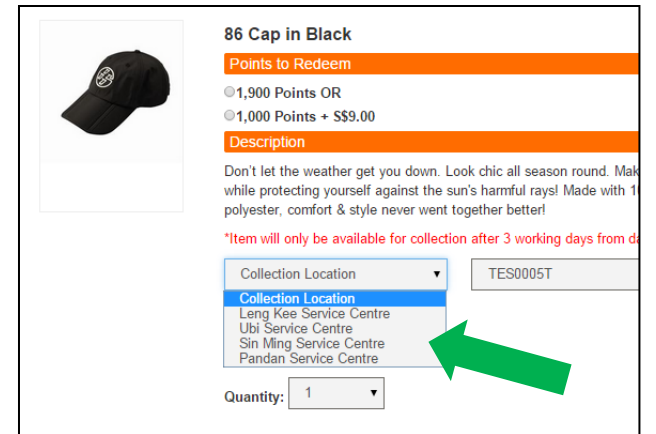 86 Cap in Black
Points to Redeem
1,900 Points OR
1,000 Points + S$9.00
Description
Don't let the weather get you down. Look chic all season round. Mak
while protecting yourself against the sun's harmful rays! Made with 1
polyester, comfort & style never went together better!
*Item will only be available for collection after 3 working days from d
Collection Location
TES0005T
Collection Location
Leng Kee Service Centre
Ubi Service Centre
Sin Ming Service Centre
Pandan Service Centre
Quantity: 1